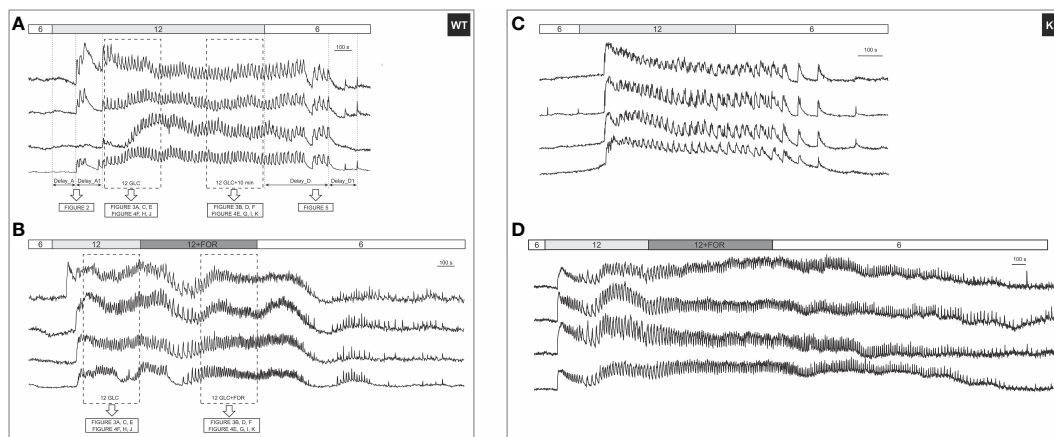 A
WT
6 12 6
100 s
Delay_A Delay_A1 12 GLC 12 GLC+10 min Delay_D Delay_D1
FIGURE 2
FIGURE 3A, C, E
FIGURE 4F, H, J
FIGURE 3B, D, F
FIGURE 4E, G, I, K
FIGURE 5
B
6 12 12+FOR 6
100 s
12 GLC 12 GLC+FOR
FIGURE 3A, C, E
FIGURE 4F, H, J
FIGURE 3B, D, F
FIGURE 4E, G, I, K
C
K
6 12 6
100 s
D
6 12 12+FOR 6
100 s